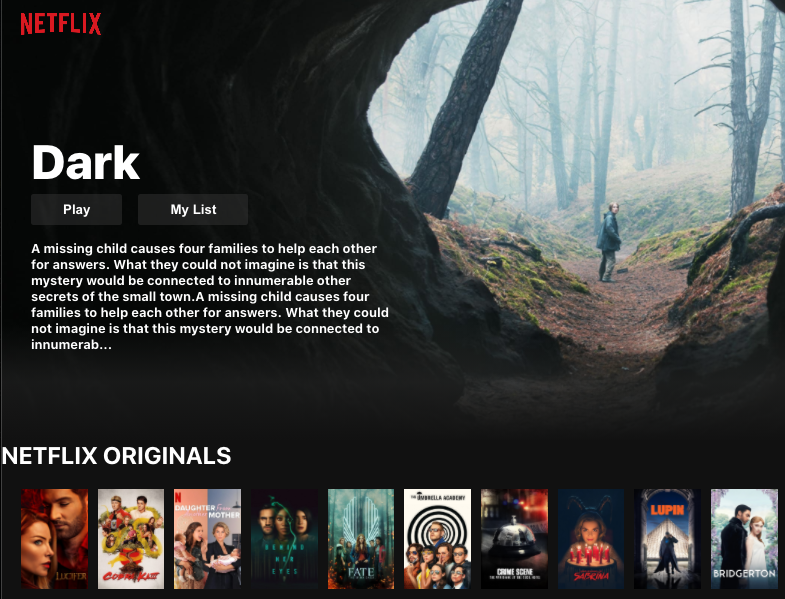 NETFLIX
Dark
Play
My List
A missing child causes four families to help each other
for answers. What they could not imagine is that this
mystery would be connected to innumerable other
secrets of the small town.A missing child causes four
families to help each other for answers. What they could
not imagine is that this mystery would be connected to
innumerab...
NETFLIX ORIGINALS
LUCIFER
COBRA KAI
N
DAUGHTER FROM
MOTHER
BEHIND
HER
EYES
FATE
THE UMBRELLA ACADEMY
CRIME SCENE
SABRINA
LUPIN
BRIDGERTON